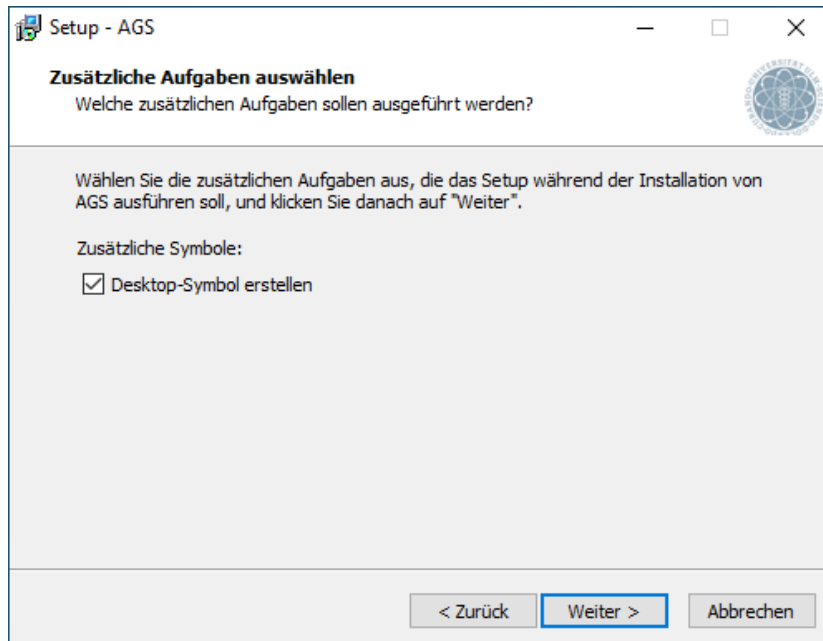 Setup - AGS
Zusätzliche Aufgaben auswählen
Welche zusätzlichen Aufgaben sollen ausgeführt werden?
Wählen Sie die zusätzlichen Aufgaben aus, die das Setup während der Installation von
AGS ausführen soll, und klicken Sie danach auf "Weiter".
Zusätzliche Symbole:
Desktop-Symbol erstellen
< Zurück
Weiter >
Abbrechen